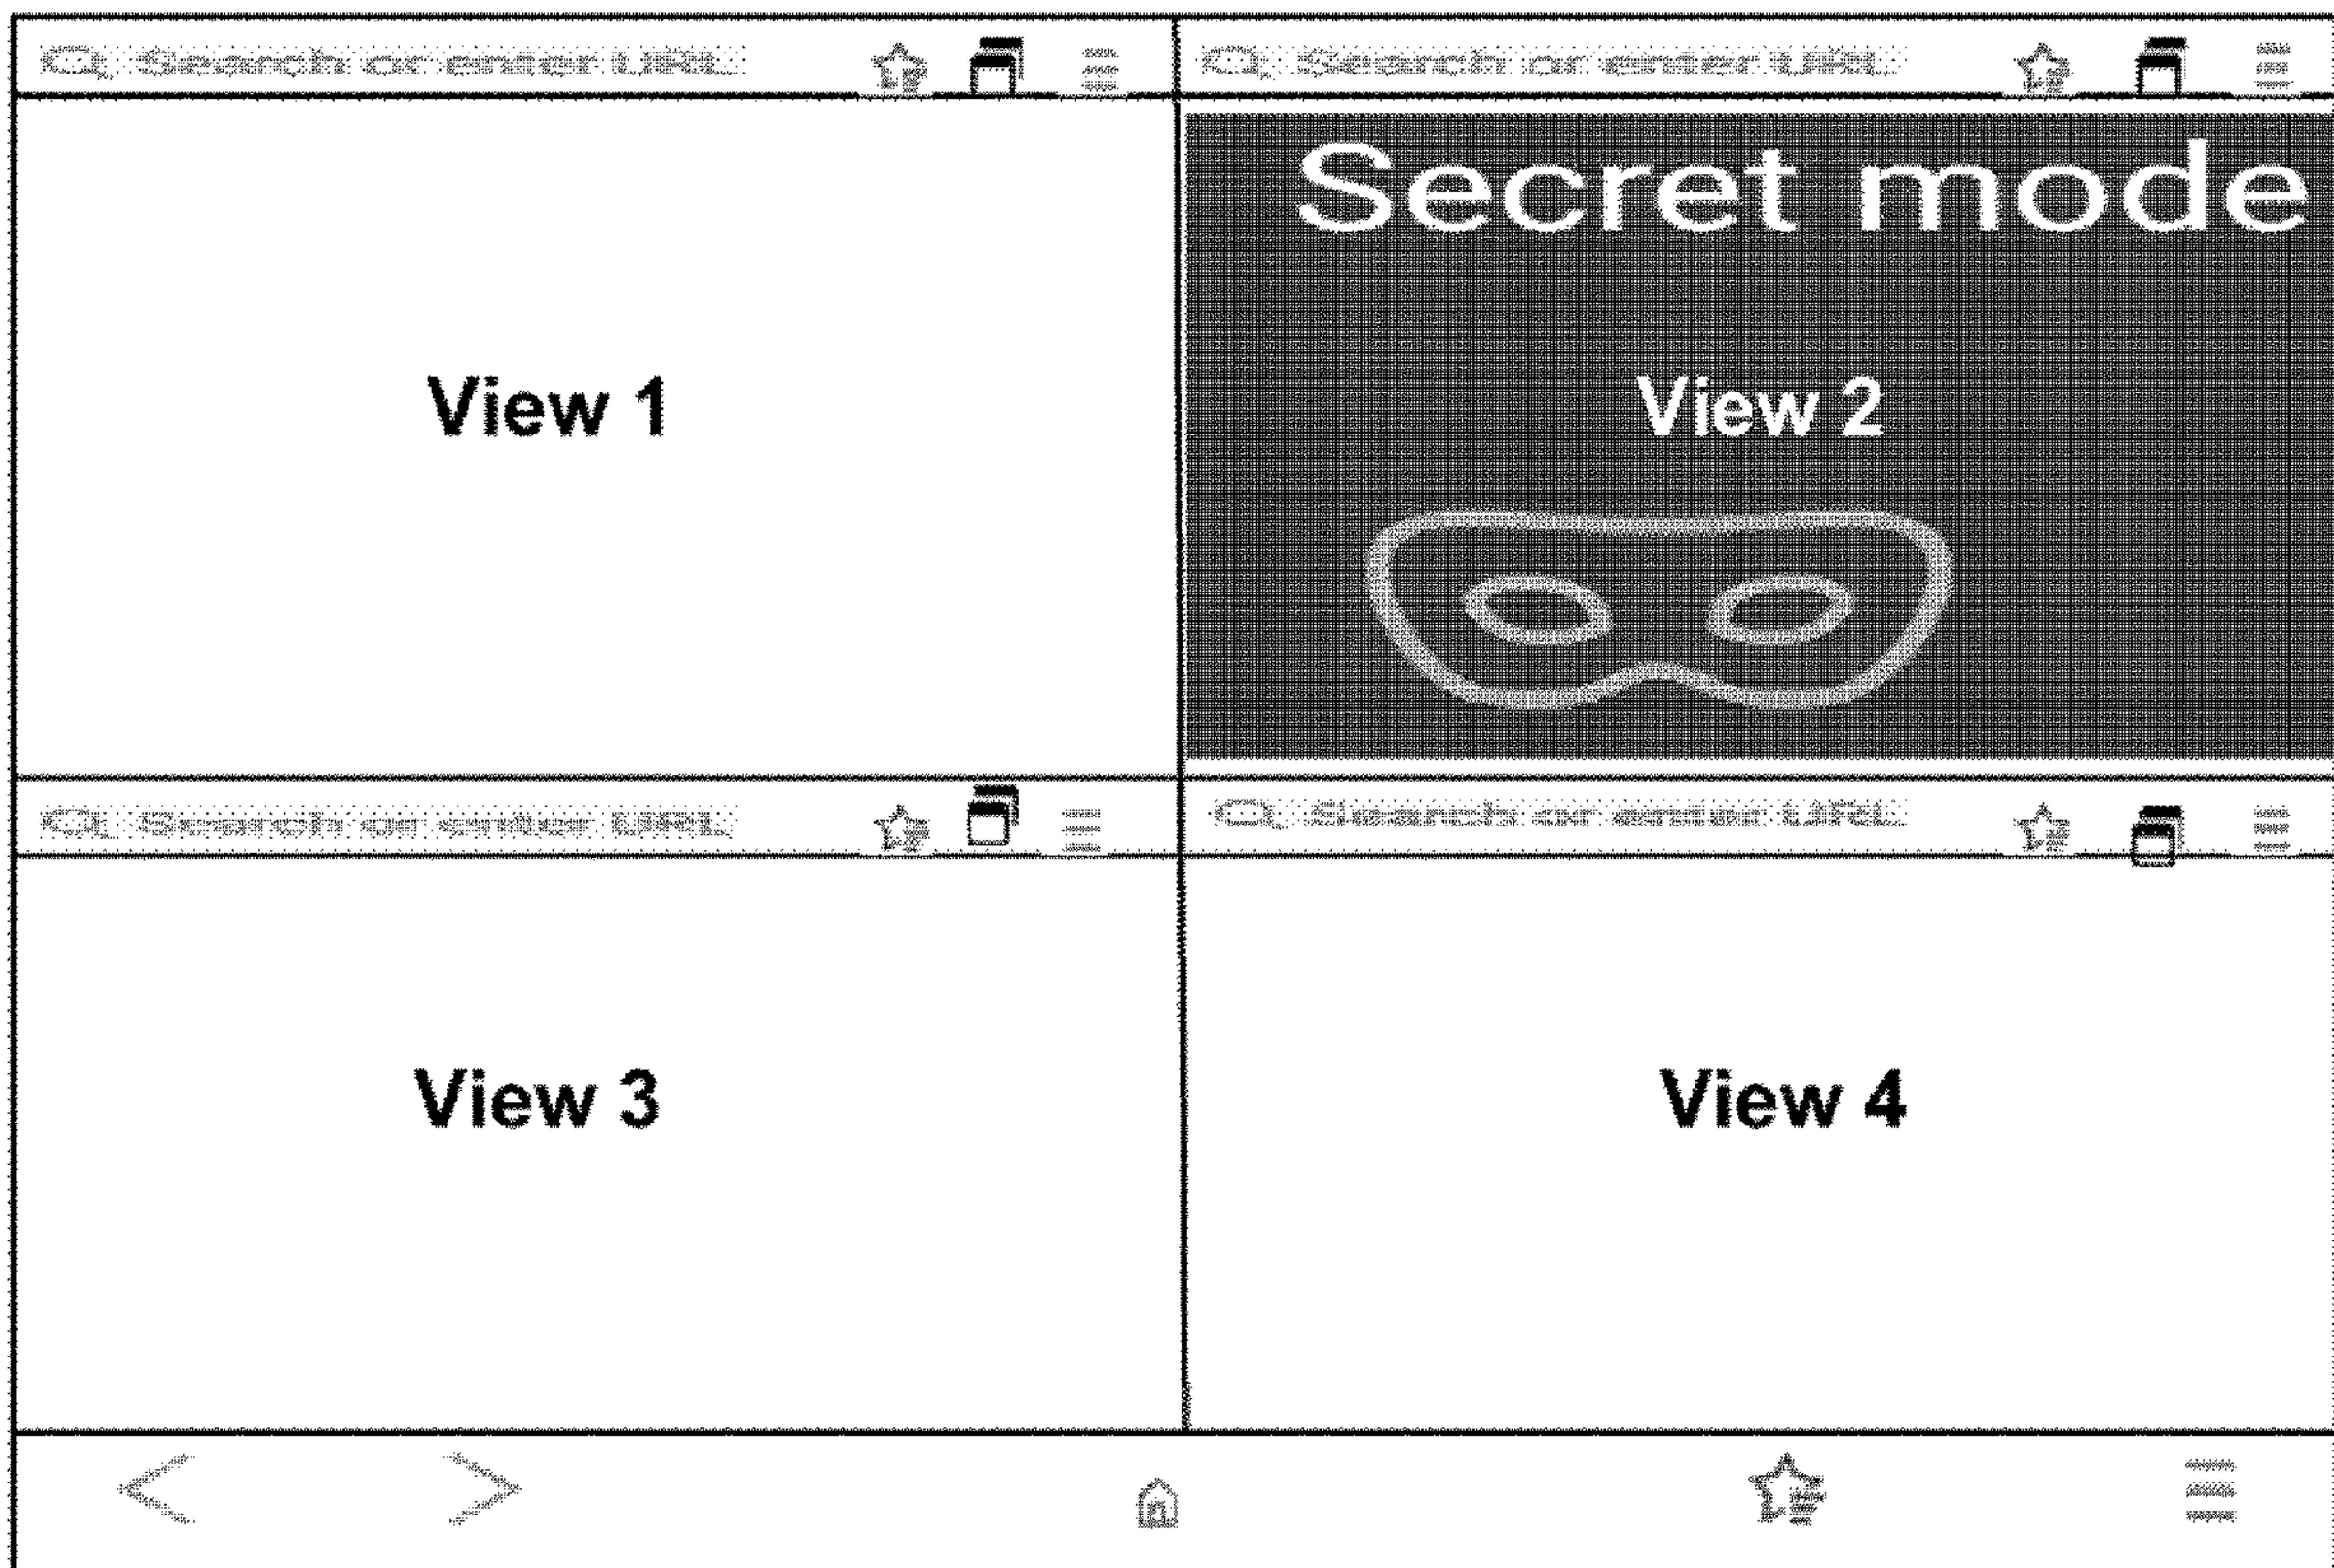 Search or enter URL
Search or enter URL
Secret mode
View 1
View 2
Search or enter URL
Search or enter URL
View 3
View 4